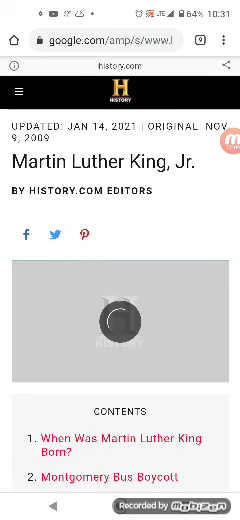 64% 10:31
google.com/amp/s/www.l
9
history.com
H
HISTORY
UPDATED: JAN 14, 2021 | ORIGINAL: NOV
9, 2009
Martin Luther King, Jr.
BY HISTORY.COM EDITORS
HISTORY
CONTENTS
1. When Was Martin Luther King
Born?
2. Montgomery Bus Boycott
Recorded by mobizen